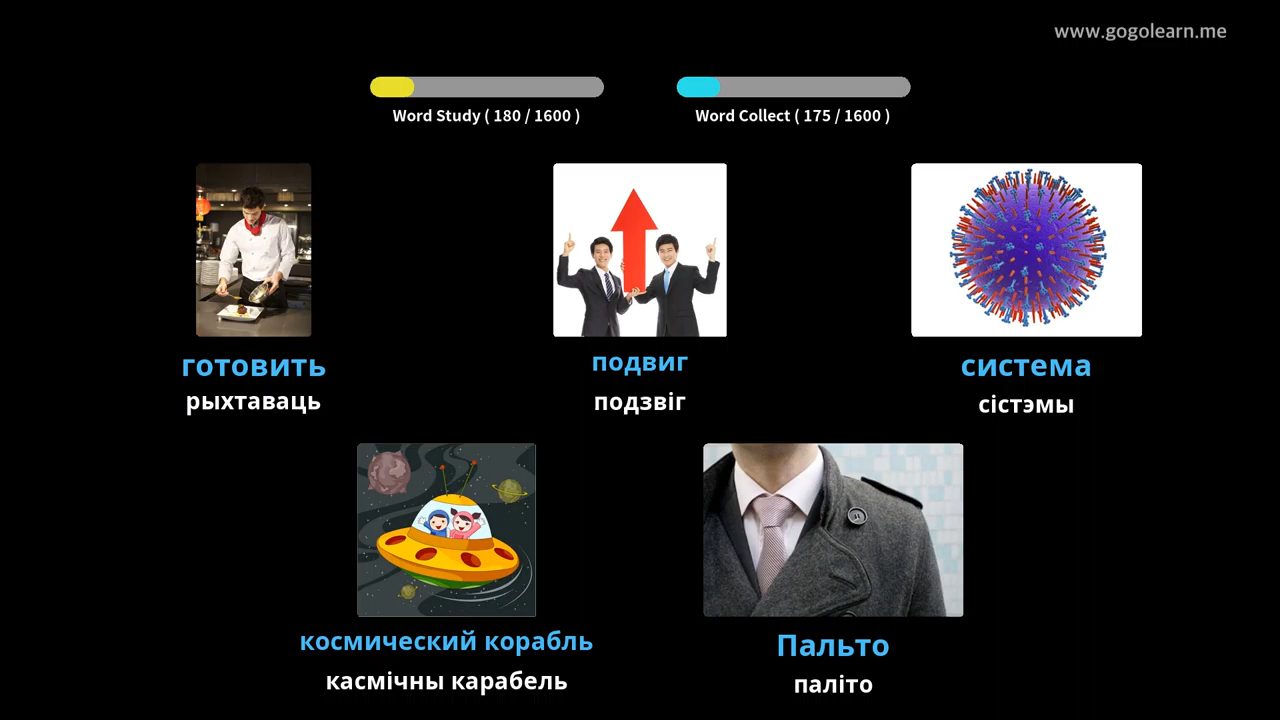 www.gogolearn.me
Word Study ( 180 / 1600 )
Word Collect ( 175 / 1600 )
готовить
рыхтаваць
подвиг
подзвіг
система
сістэмы
космический корабль
касмічны карабель
Пальто
паліто